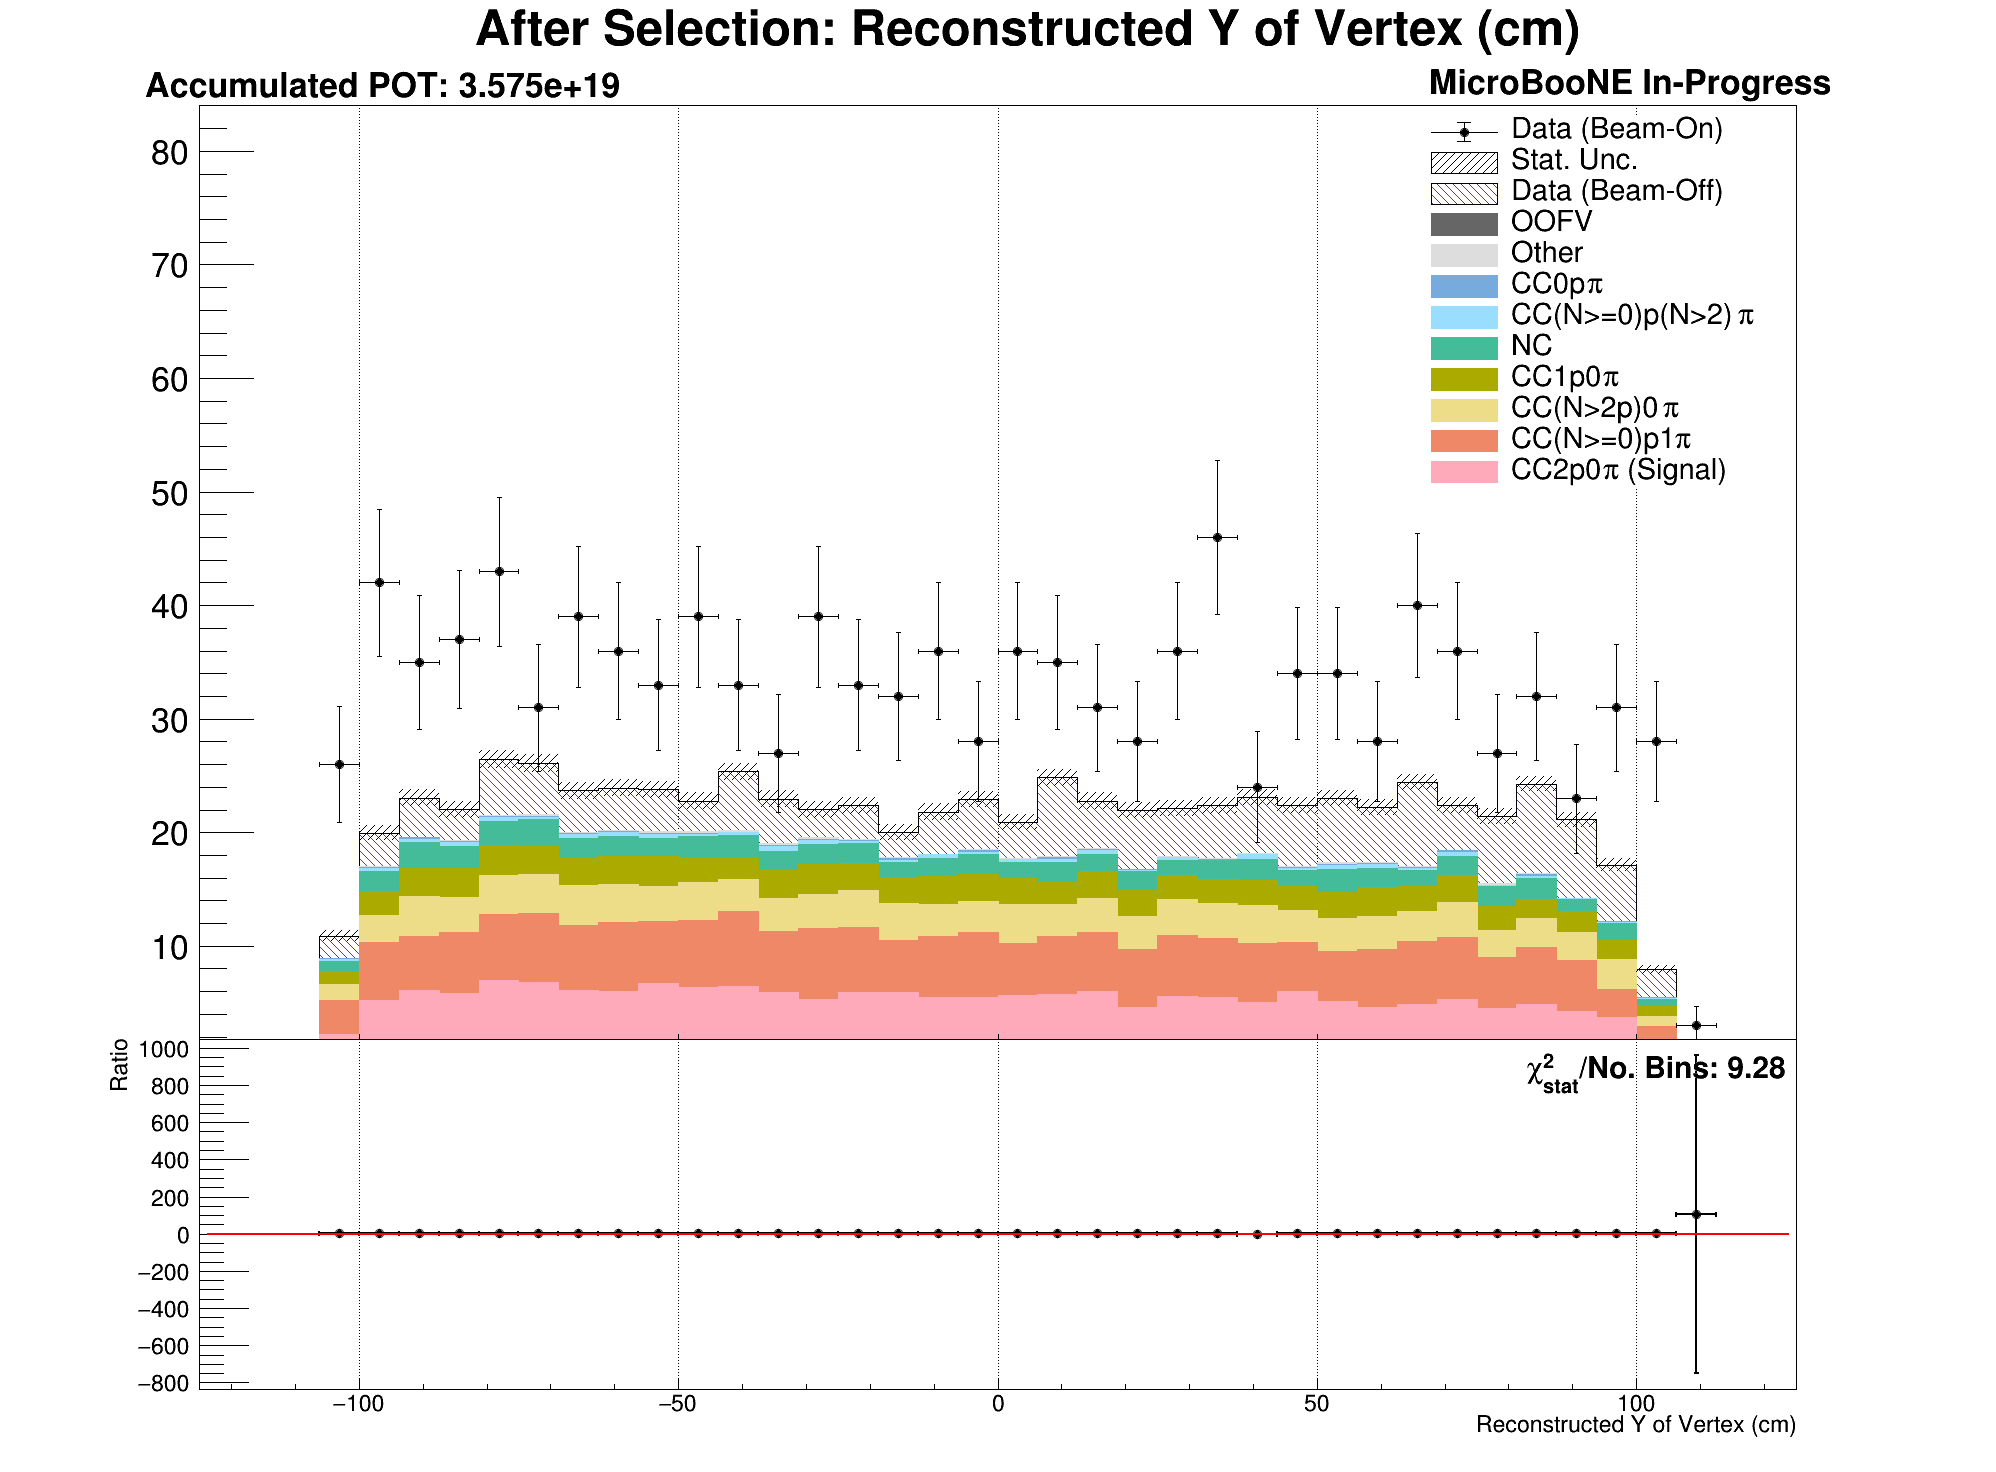 After Selection: Reconstructed Y of Vertex (cm)
Accumulated POT: 3.575e+19
MicroBooNE In-Progress
Data (Beam-On)
Stat. Unc.
Data (Beam-Off)
OOFV
Other
CC0pπ
CC(N>=0)p(N>2) π
NC
CC1p0π
CC(N>2p)0 π
CC(N>=0)p1π
CC2p0π (Signal)
80
70
60
50
40
30
20
10
Ratio
1000
800
600
400
200
0
−200
−400
−600
−800
χ²stat/No. Bins: 9.28
−100
−50
0
50
100
Reconstructed Y of Vertex (cm)